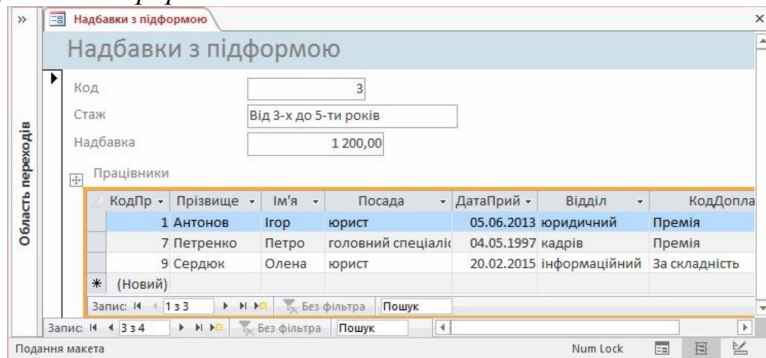 Надбавки з підформою
Надбавки з підформою
Код 3
Стаж Від 3-х до 5-ти років
Надбавка 1 200,00
Працівники
КодПр Прізвище Ім'я Посада ДатаПрий Відділ КодДопла
1 Антонов Ігор юрист 05.06.2013 юридичний Премія
7 Петренко Петро головний спеціаліс 04.05.1997 кадрів Премія
9 Сердюк Олена юрист 20.02.2015 інформаційний За складність
(Новий)
Запис: 1 з 3 Без фільтра Пошук
Запис: 3 з 4 Без фільтра Пошук
Область переходів
Подання макета Num Lock